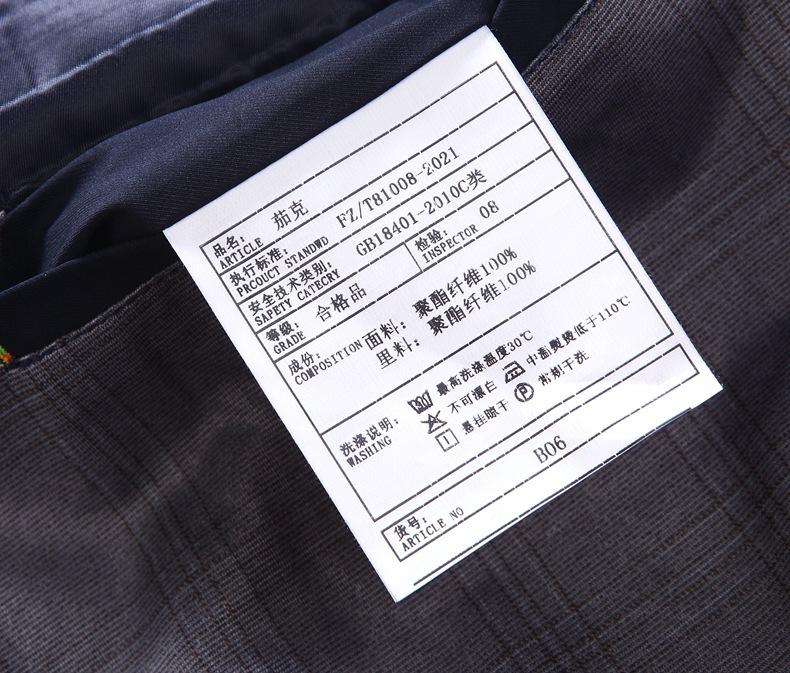 品名: 茄克
ARTICLE
执行标准: FZ/T81008-2021
PRCOUCT STANDWD
安全技术类别: GB18401-2010C类
SAPETY CATECRY
等级: 合格品 检验: 08
GRADE INSPECTOR
成份: 面料: 聚酯纤维100%
COMPOSITION 里料: 聚酯纤维100%
洗涤说明: 最高洗涤温度30℃ 中温熨烫低于110℃
WASHING 不可漂白 P 常规干洗
悬挂晾干
货号: B06
ARTICLE NO